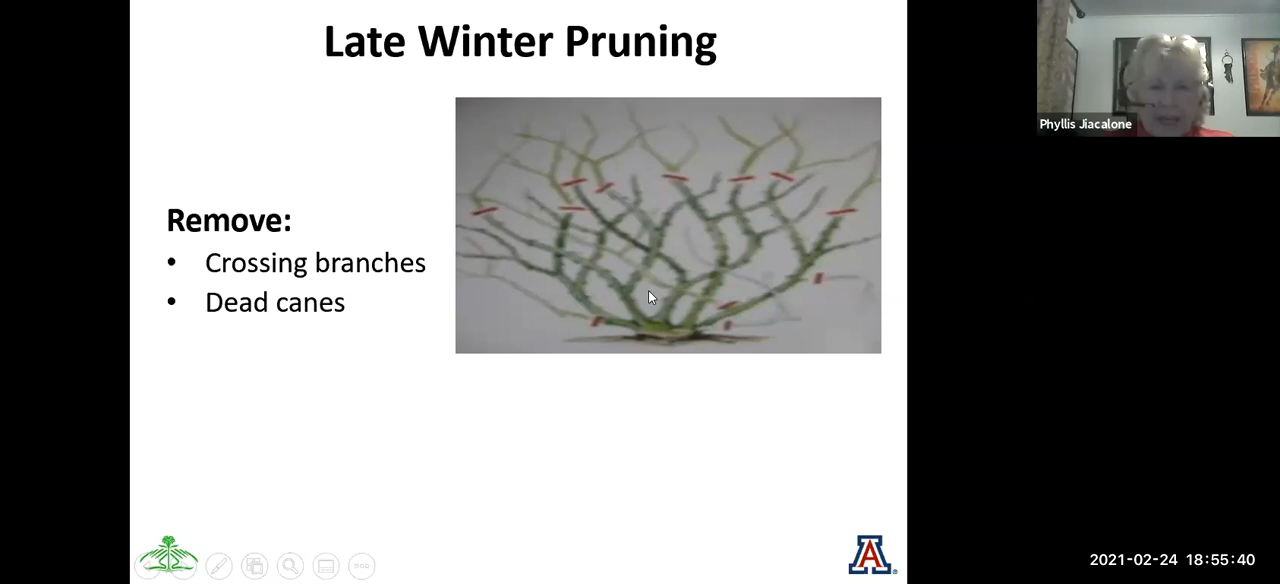 Late Winter Pruning
Phyllis Jiacalone
Remove:
• Crossing branches
• Dead canes
A
2021-02-24 18:55:40